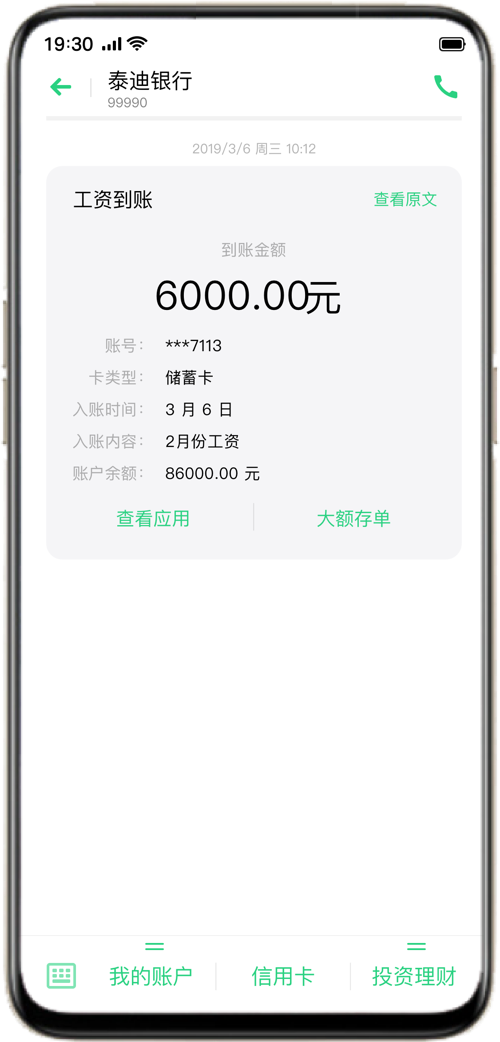 19:30
泰迪银行
99990
2019/3/6 周三 10:12
工资到账 查看原文
到账金额
6000.00元
账号： ***7113
卡类型： 储蓄卡
入账时间： 3 月 6 日
入账内容： 2月份工资
账户余额： 86000.00 元
查看应用 大额存单
我的账户 信用卡 投资理财